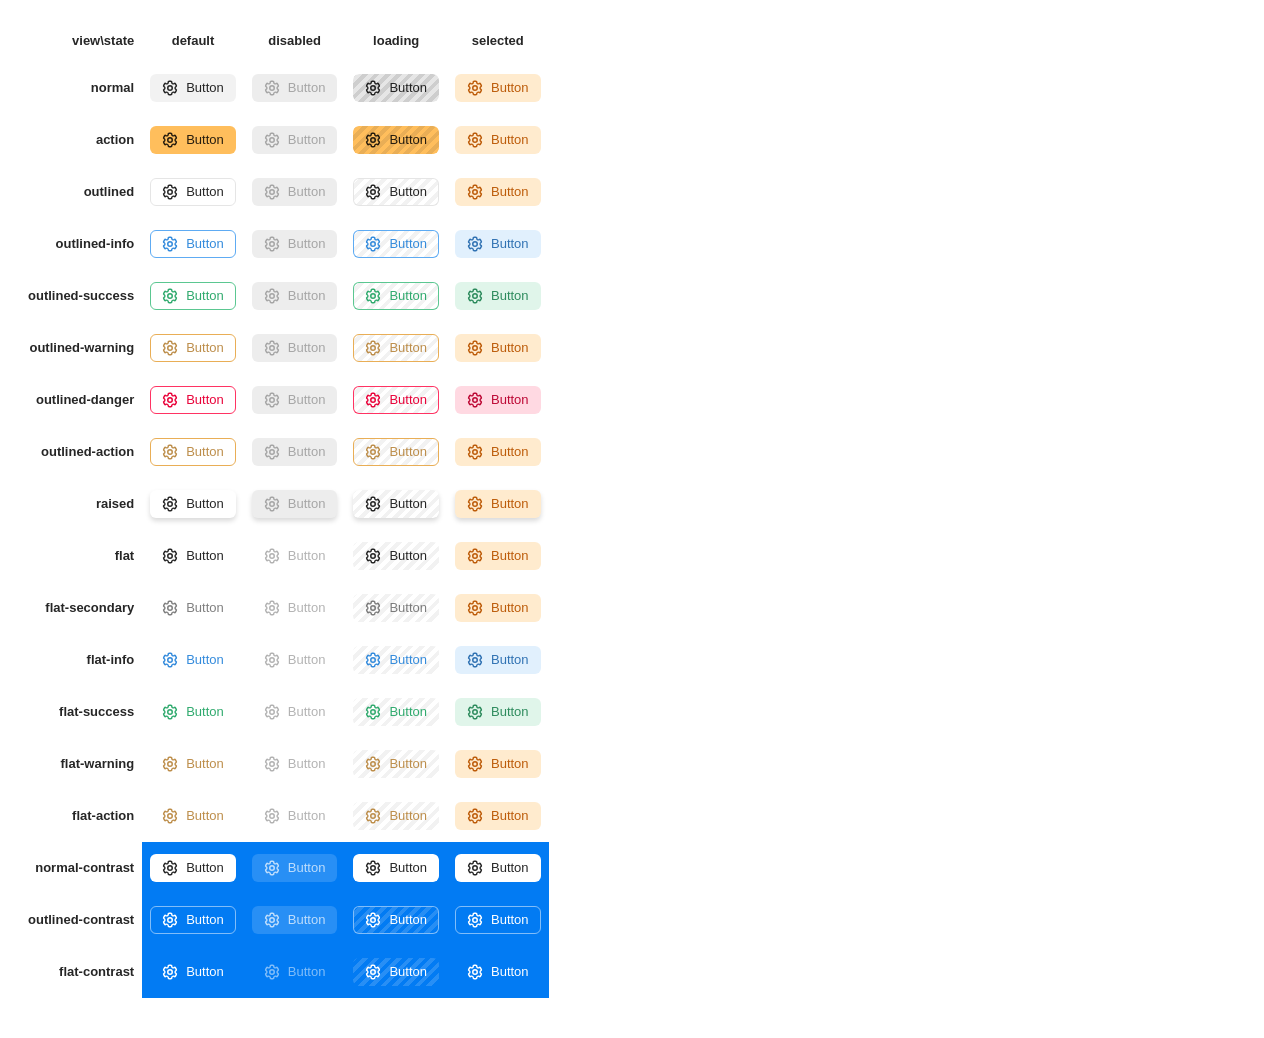 view\state default disabled loading selected
normal Button Button Button Button
action Button Button Button Button
outlined Button Button Button Button
outlined-info Button Button Button Button
outlined-success Button Button Button Button
outlined-warning Button Button Button Button
outlined-danger Button Button Button Button
outlined-action Button Button Button Button
raised Button Button Button Button
flat Button Button Button Button
flat-secondary Button Button Button Button
flat-info Button Button Button Button
flat-success Button Button Button Button
flat-warning Button Button Button Button
flat-action Button Button Button Button
normal-contrast Button Button Button Button
outlined-contrast Button Button Button Button
flat-contrast Button Button Button Button